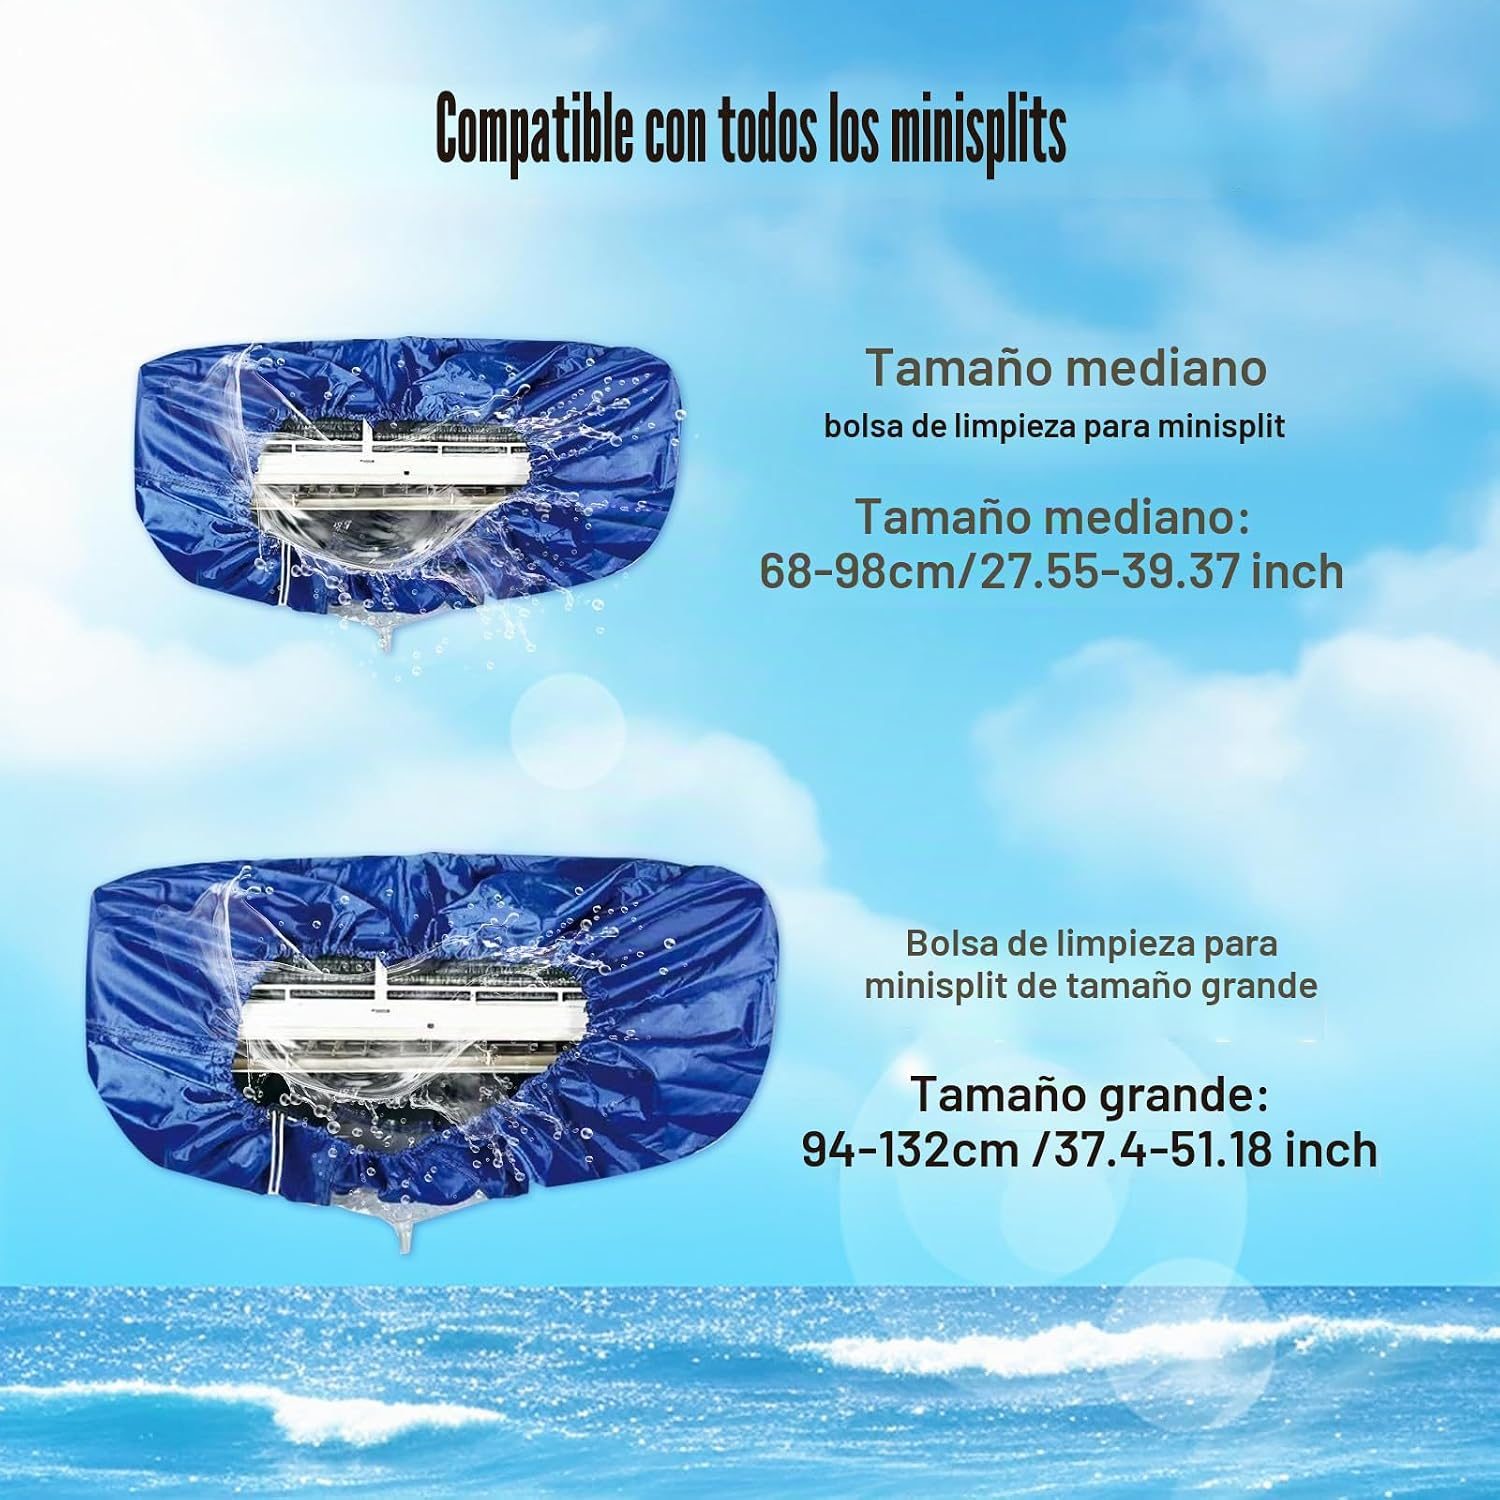 Compatible con todos los minisplits
Tamaño mediano
bolsa de limpieza para minisplit
Tamaño mediano:
68-98cm/27.55-39.37 inch
Bolsa de limpieza para
minisplit de tamaño grande
Tamaño grande:
94-132cm /37.4-51.18 inch